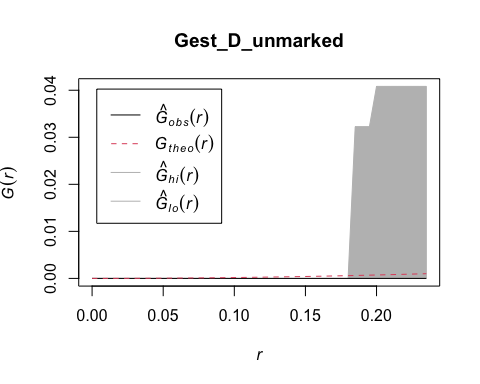 Gest_D_unmarked
G(r)
0.04
0.03
0.02
0.01
0.00
Ĝobs(r)
Gtheo(r)
Ĝhi(r)
Ĝlo(r)
0.00 0.05 0.10 0.15 0.20
r